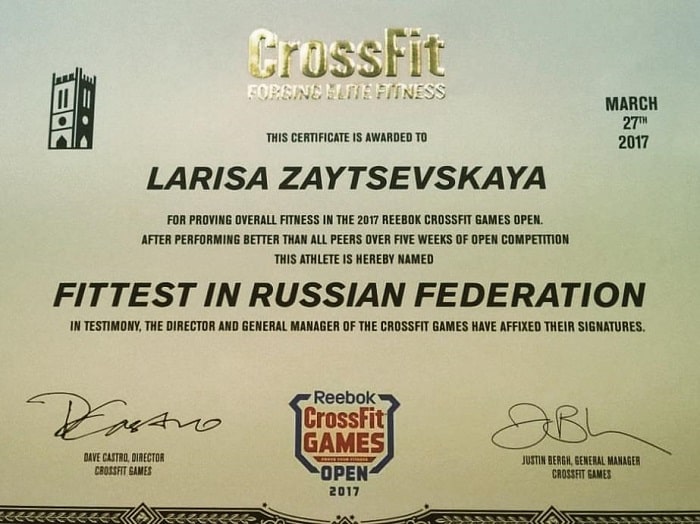 CrossFit
FORGING ELITE FITNESS
MARCH
27TH
2017
THIS CERTIFICATE IS AWARDED TO
LARISA ZAYTSEVSKAYA
FOR PROVING OVERALL FITNESS IN THE 2017 REEBOK CROSSFIT GAMES OPEN.
AFTER PERFORMING BETTER THAN ALL PEERS OVER FIVE WEEKS OF OPEN COMPETITION
THIS ATHLETE IS HEREBY NAMED
FITTEST IN RUSSIAN FEDERATION
IN TESTIMONY, THE DIRECTOR AND GENERAL MANAGER OF THE CROSSFIT GAMES HAVE AFFIXED THEIR SIGNATURES.
DAVE CASTRO, DIRECTOR
CROSSFIT GAMES
Reebok
CrossFit
GAMES
OPEN
2017
JUSTIN BERGH, GENERAL MANAGER
CROSSFIT GAMES